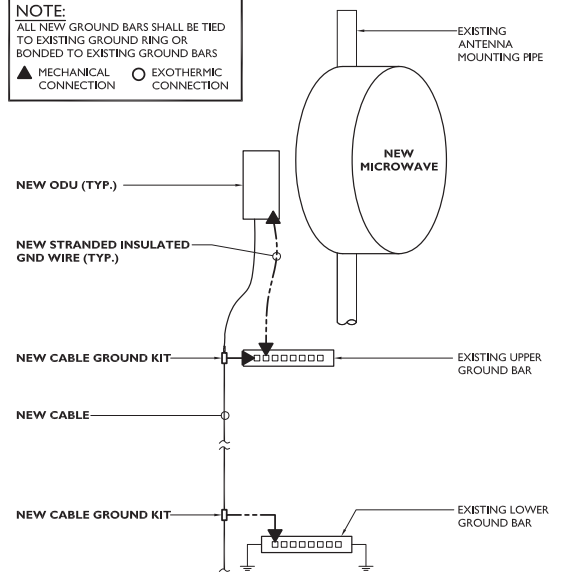 NOTE:
ALL NEW GROUND BARS SHALL BE TIED
TO EXISTING GROUND RING OR
BONDED TO EXISTING GROUND BARS
MECHANICAL
CONNECTION
EXOTHERMIC
CONNECTION
EXISTING
ANTENNA
MOUNTING PIPE
NEW
MICROWAVE
NEW ODU (TYP.)
NEW STRANDED INSULATED
GND WIRE (TYP.)
NEW CABLE GROUND KIT
EXISTING UPPER
GROUND BAR
NEW CABLE
NEW CABLE GROUND KIT
EXISTING LOWER
GROUND BAR